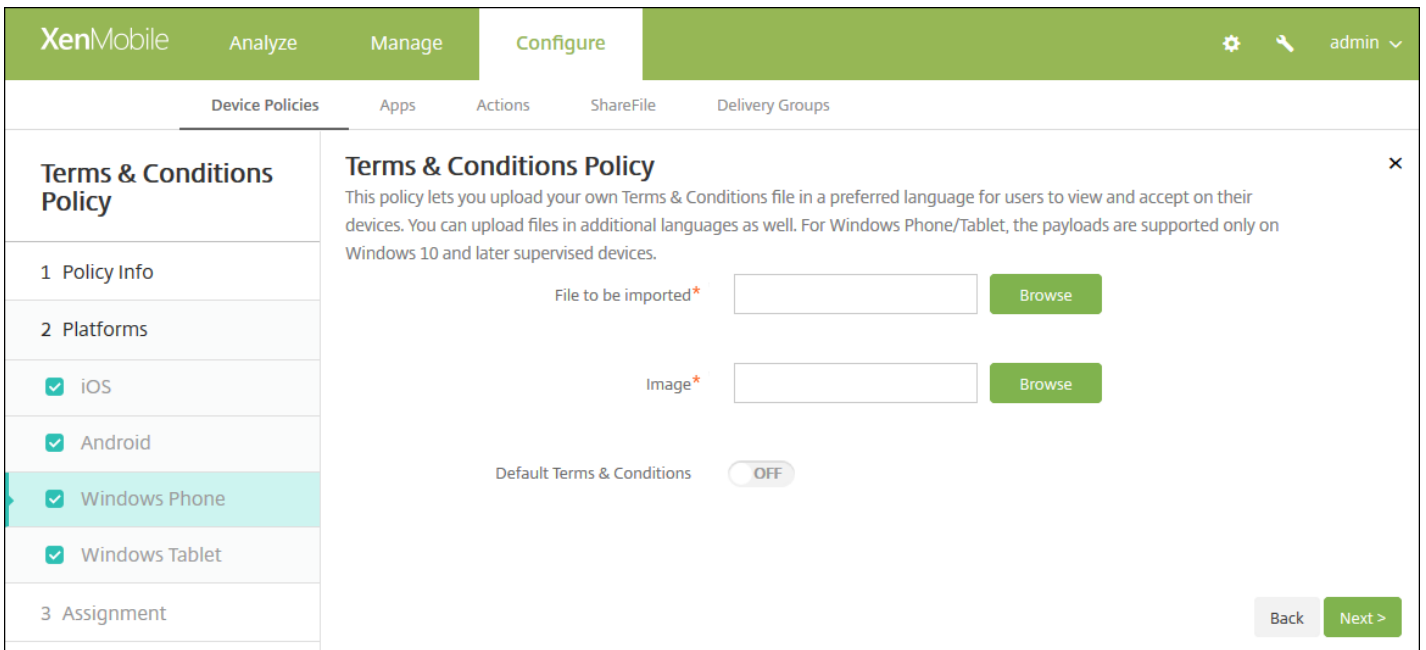 XenMobile Analyze Manage Configure admin
Device Policies Apps Actions ShareFile Delivery Groups
Terms & Conditions
Policy
1 Policy Info
2 Platforms
iOS
Android
Windows Phone
Windows Tablet
3 Assignment
Terms & Conditions Policy
This policy lets you upload your own Terms & Conditions file in a preferred language for users to view and accept on their
devices. You can upload files in additional languages as well. For Windows Phone/Tablet, the payloads are supported only on
Windows 10 and later supervised devices.
File to be imported* Browse
Image* Browse
Default Terms & Conditions OFF
Back Next >